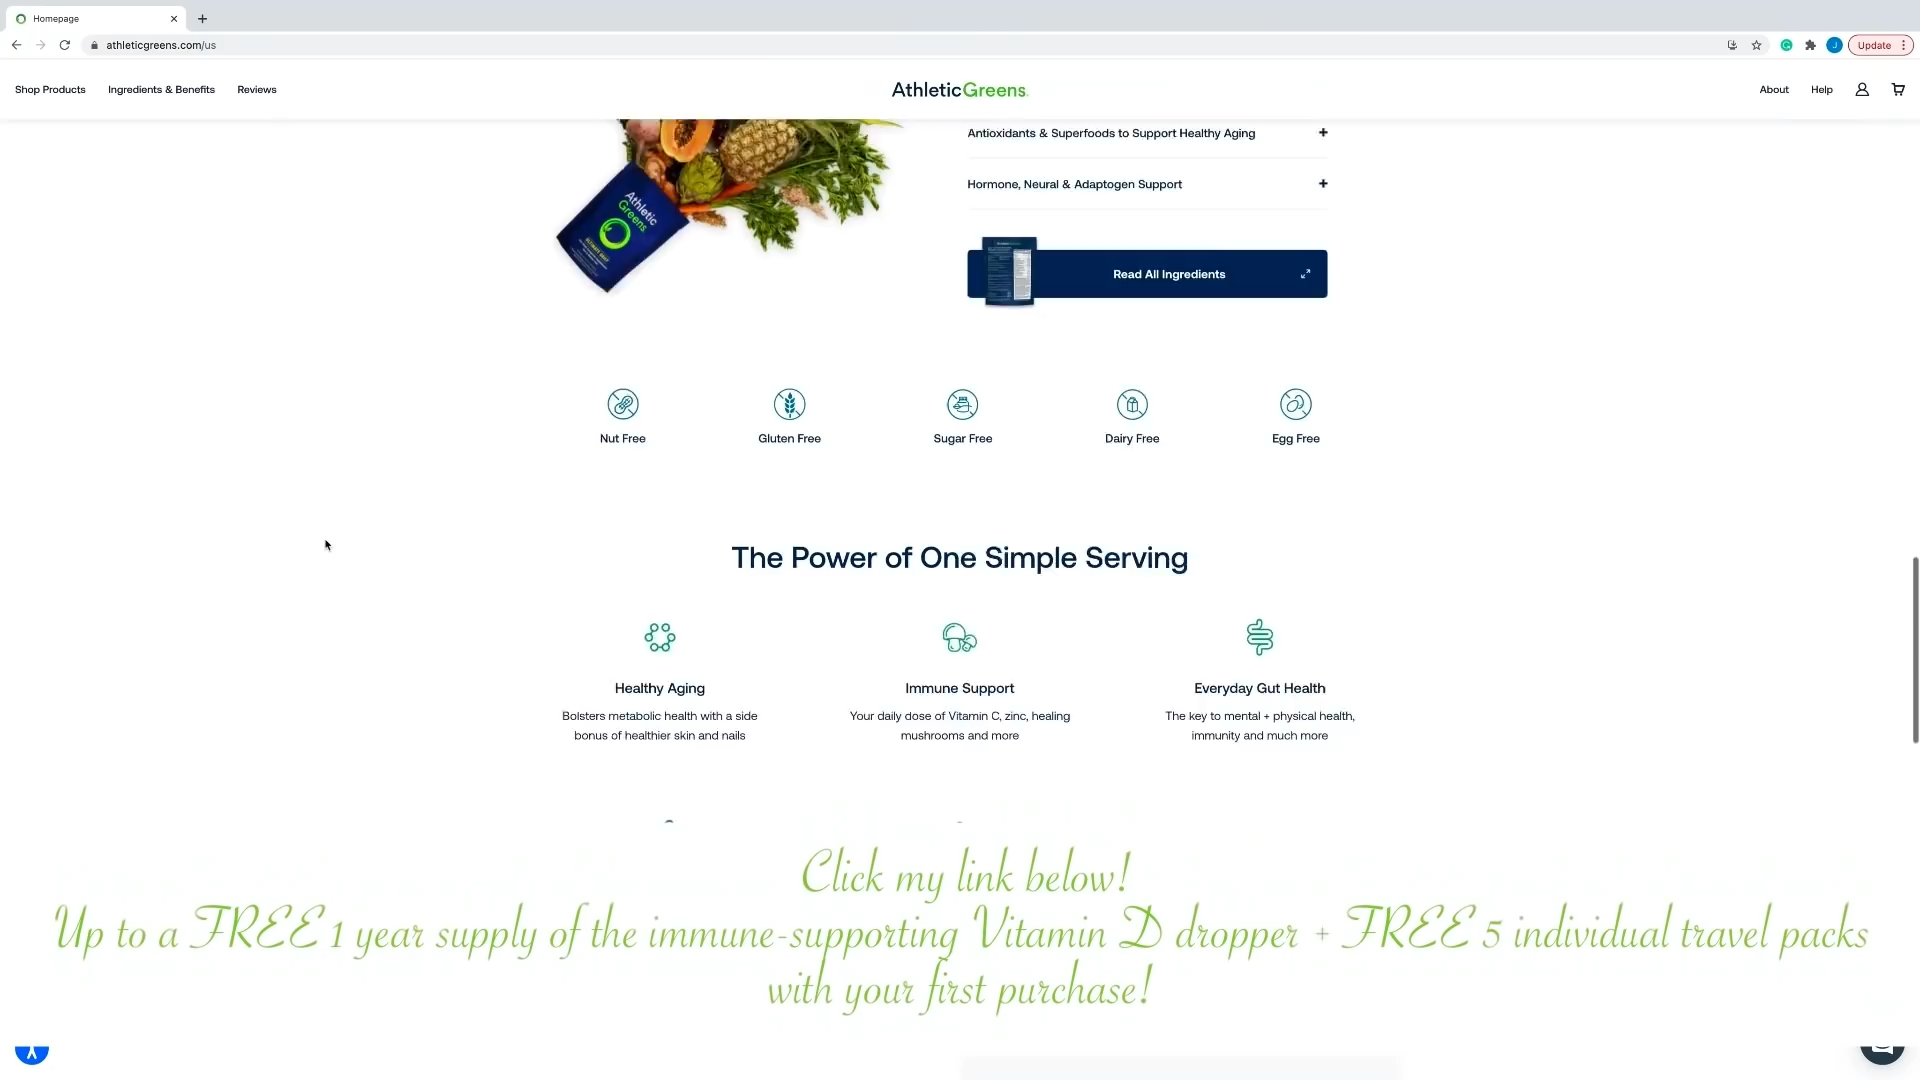 Homepage
athleticgreens.com/us
Update
Shop Products
Ingredients & Benefits
Reviews
AthleticGreens.
About
Help
Antioxidants & Superfoods to Support Healthy Aging
Hormone, Neural & Adaptogen Support
Athletic
Greens
Read All Ingredients
Nut Free
Gluten Free
Sugar Free
Dairy Free
Egg Free
The Power of One Simple Serving
Healthy Aging
Bolsters metabolic health with a side
bonus of healthier skin and nails
Immune Support
Your daily dose of Vitamin C, zinc, healing
mushrooms and more
Everyday Gut Health
The key to mental + physical health,
immunity and much more
Click my link below!
Up to a FREE 1 year supply of the immune-supporting Vitamin D dropper + FREE 5 individual travel packs
with your first purchase!